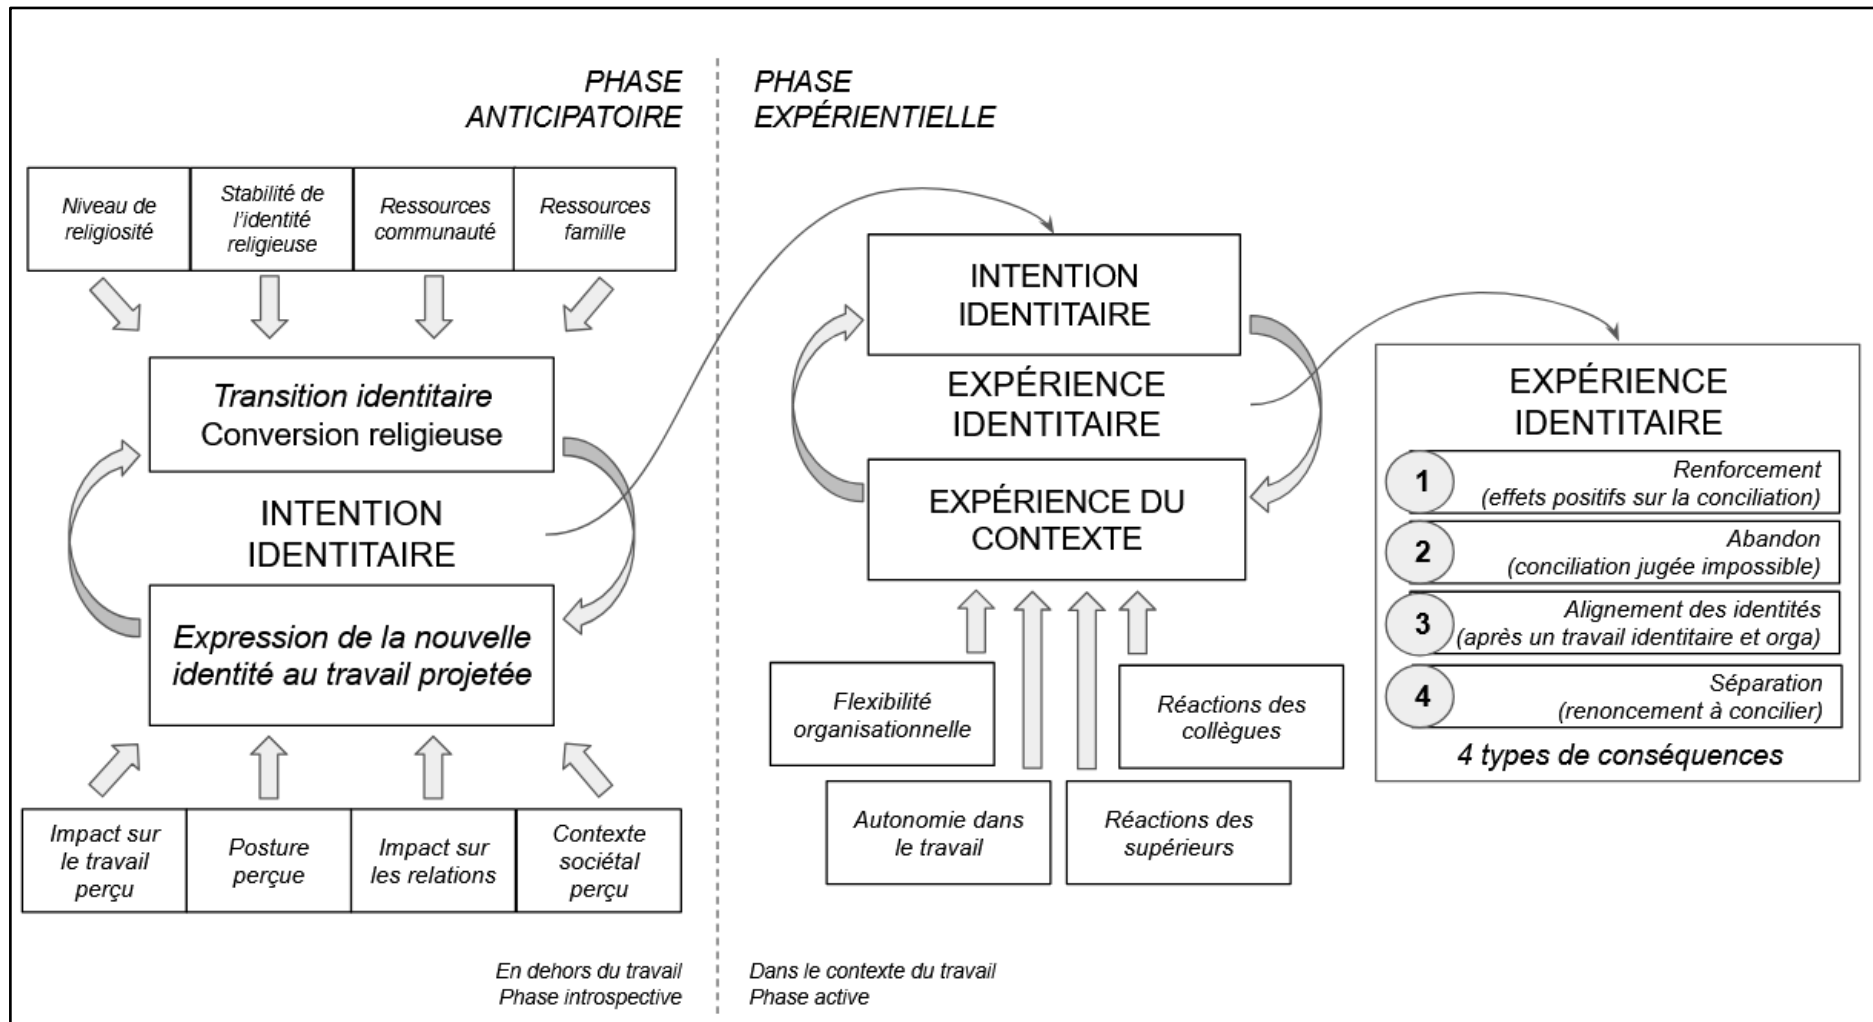 PHASE
ANTICIPATOIRE
PHASE
EXPÉRIENTIELLE
Niveau de
religiosité
Stabilité de
l'identité
religieuse
Ressources
communauté
Ressources
famille
Transition identitaire
Conversion religieuse
INTENTION
IDENTITAIRE
Expression de la nouvelle
identité au travail projetée
Impact sur
le travail
perçu
Posture
perçue
Impact sur
les relations
Contexte
sociétal
perçu
En dehors du travail
Phase introspective
INTENTION
IDENTITAIRE
EXPÉRIENCE
IDENTITAIRE
EXPÉRIENCE DU
CONTEXTE
Flexibilité
organisationnelle
Réactions des
collègues
Autonomie dans
le travail
Réactions des
supérieurs
Dans le contexte du travail
Phase active
EXPÉRIENCE
IDENTITAIRE
1
Renforcement
(effets positifs sur la conciliation)
2
Abandon
(conciliation jugée impossible)
3
Alignement des identités
(après un travail identitaire et orga)
4
Séparation
(renoncement à concilier)
4 types de conséquences